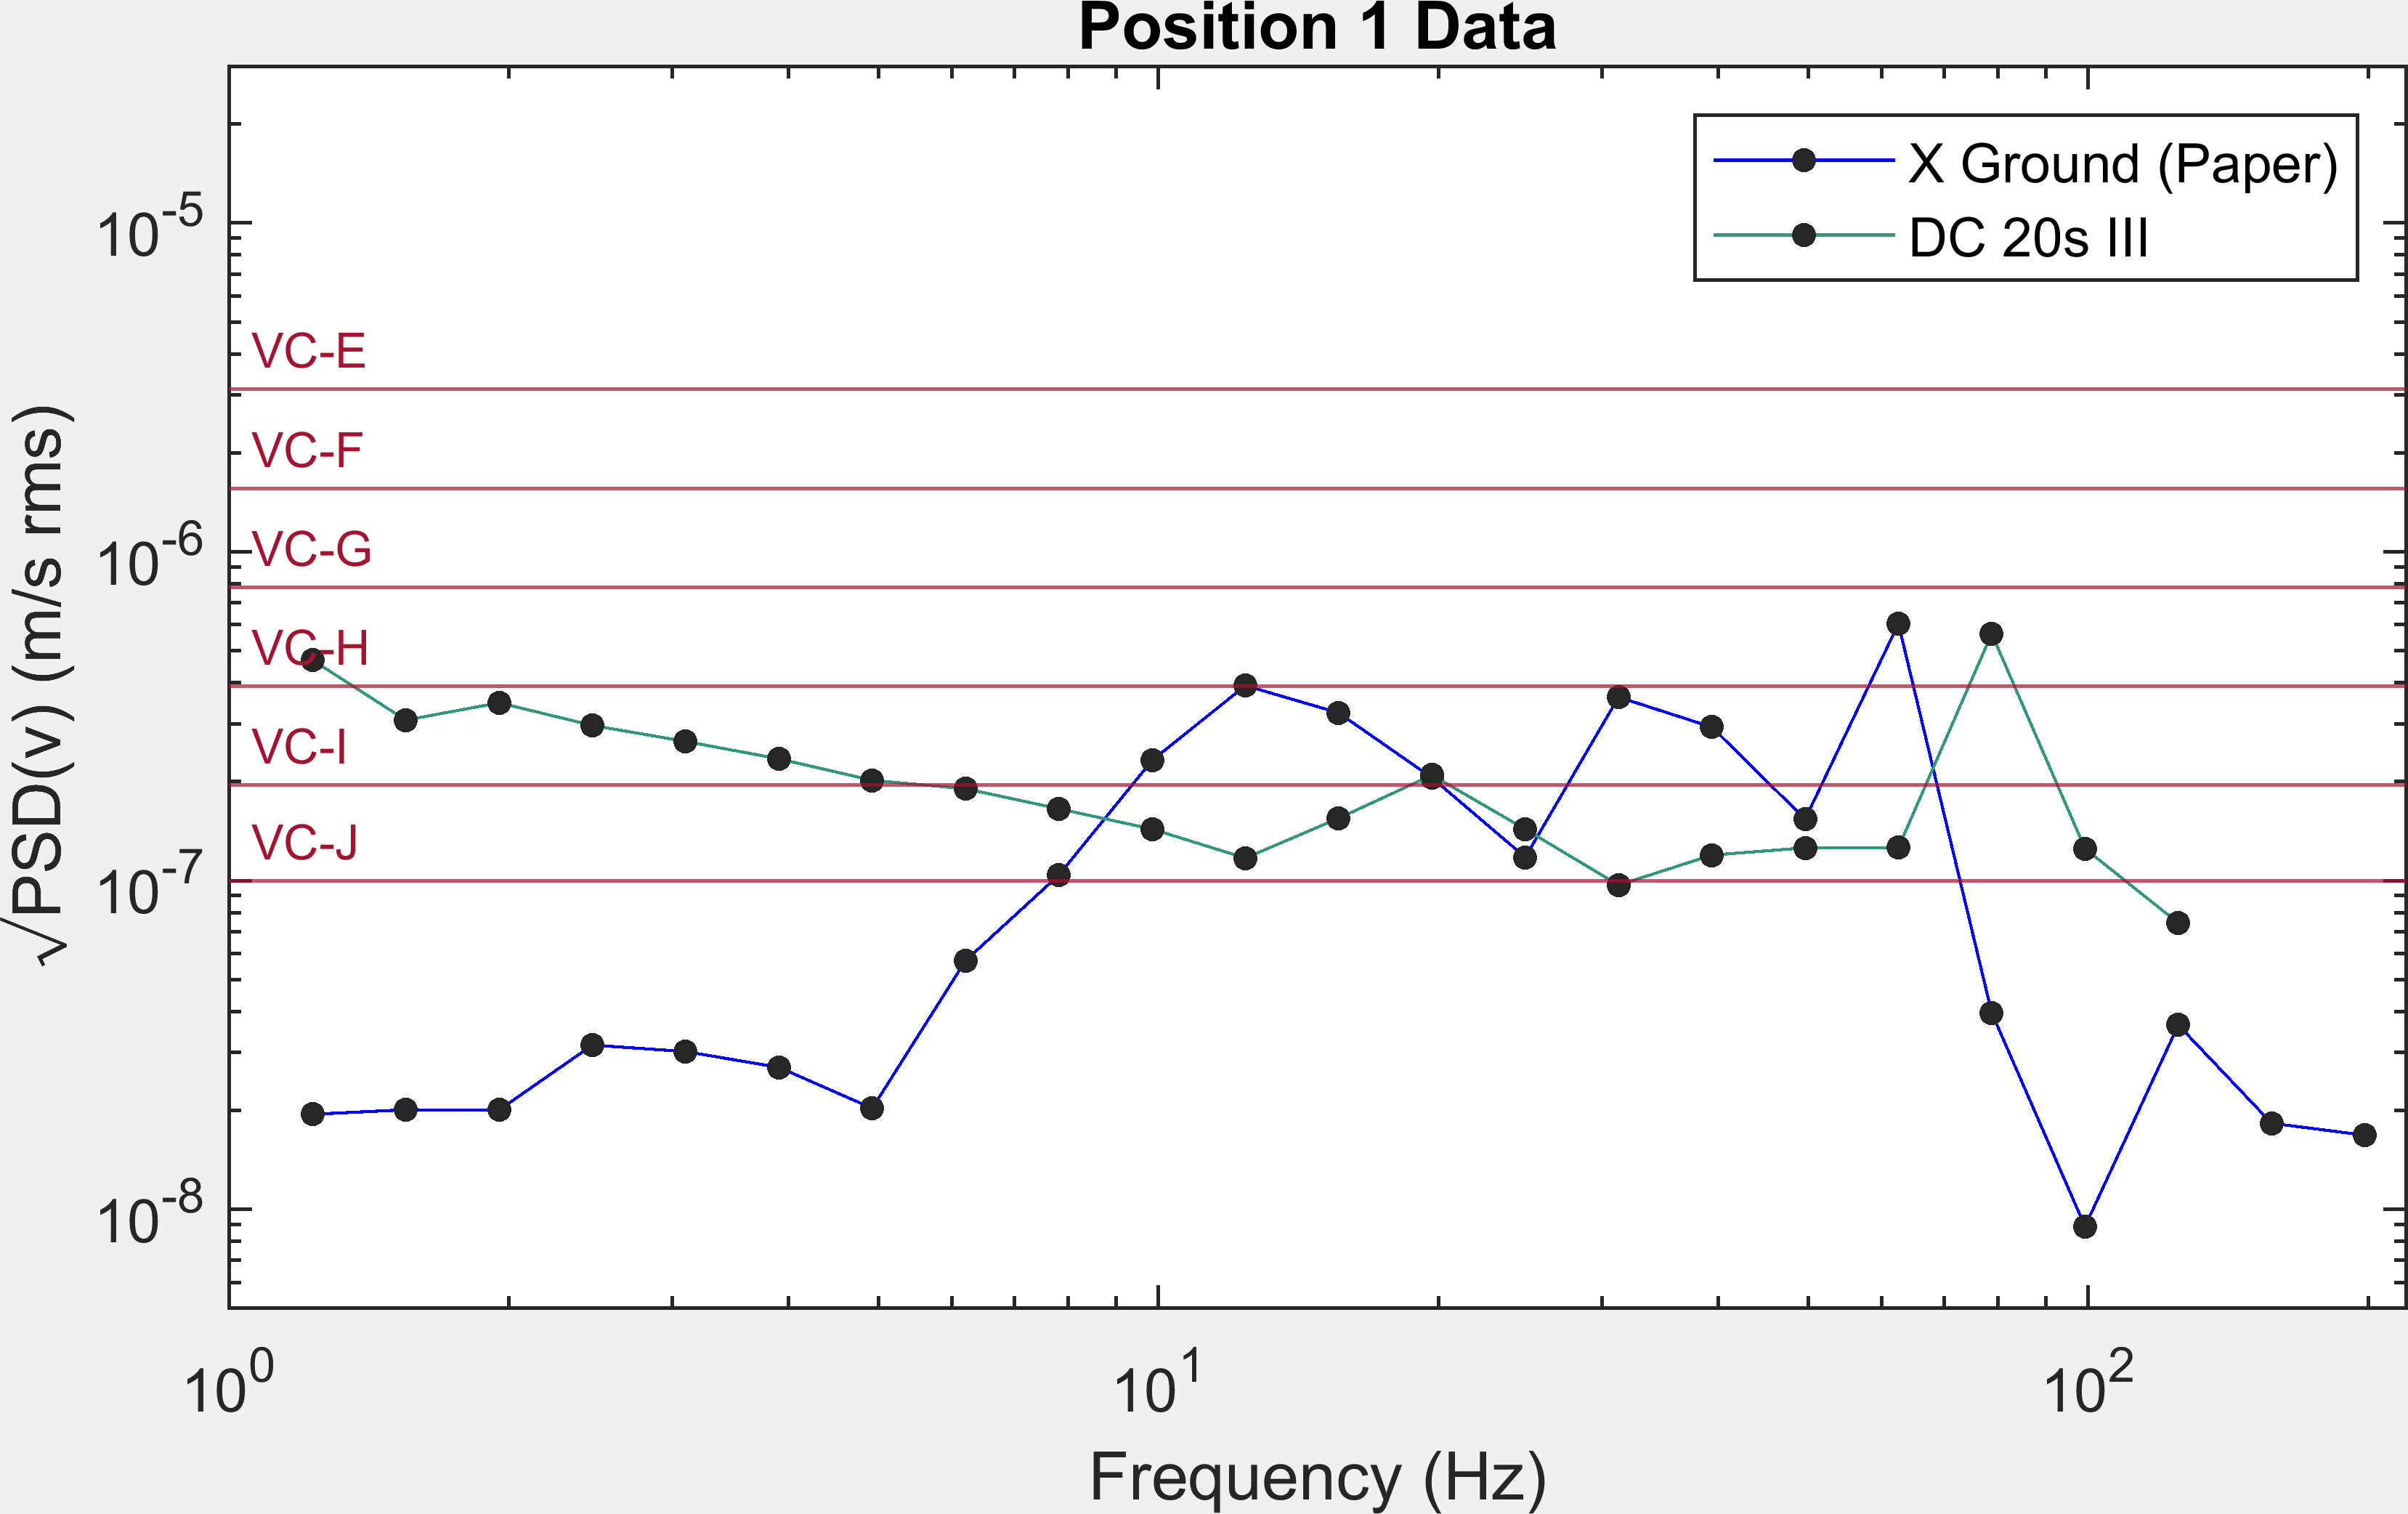 Position 1 Data
X Ground (Paper)
DC 20s III
10^-5
VC-E
VC-F
10^-6
VC-G
VC-H
VC-I
VC-J
10^-7
10^-8
√PSD(v) (m/s rms)
10^0
10^1
10^2
Frequency (Hz)